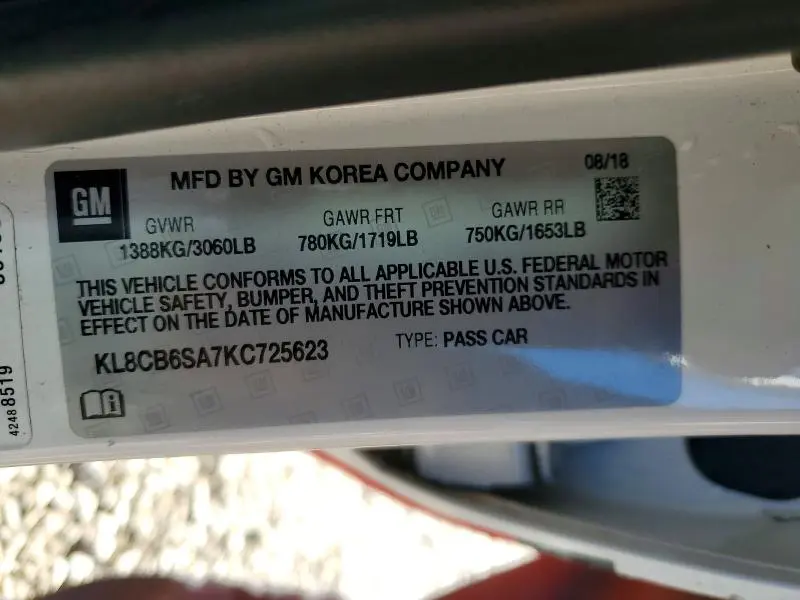 GM
MFD BY GM KOREA COMPANY
08/18
GVWR GAWR FRT GAWR RR
1388KG/3060LB 780KG/1719LB 750KG/1653LB
THIS VEHICLE CONFORMS TO ALL APPLICABLE U.S. FEDERAL MOTOR
VEHICLE SAFETY, BUMPER, AND THEFT PREVENTION STANDARDS IN
EFFECT ON THE DATE OF MANUFACTURE SHOWN ABOVE.
KL8CB6SA7KC725623
TYPE: PASS CAR
4248 8519